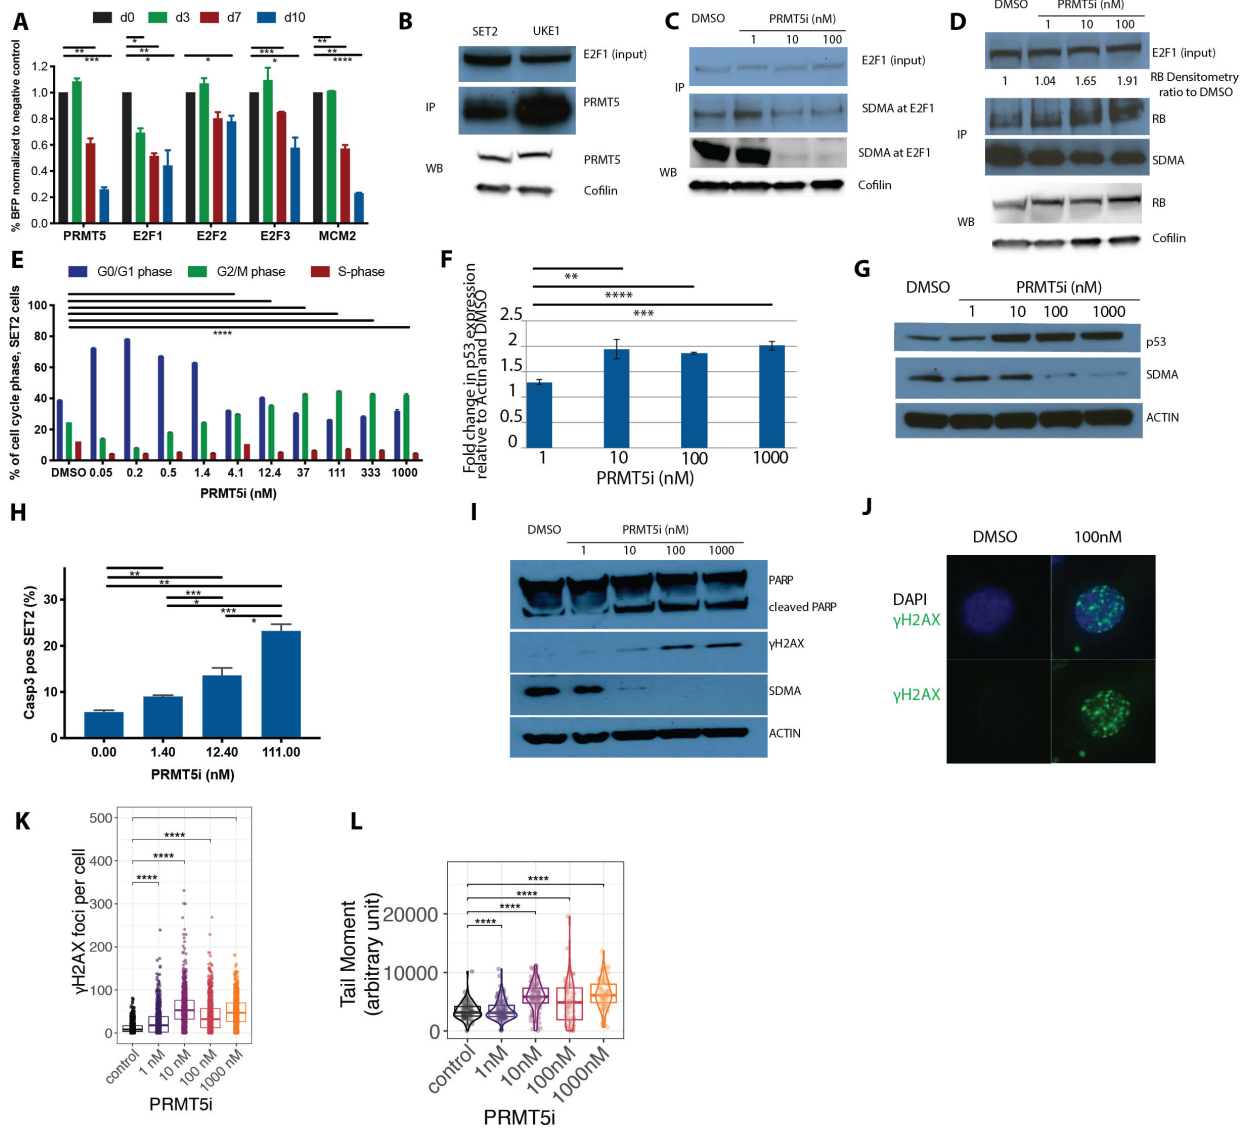 A
d0 d3 d7 d10
** * *** **
** ** * * **
*** * ****
% BFP normalized to negative control
1.2
1.0
0.8
0.6
0.4
0.2
0.0
PRMT5 E2F1 E2F2 E2F3 MCM2
B
SET2 UKE1
E2F1 (input)
IP
PRMT5
WB
PRMT5
Cofilin
C
DMSO PRMT5i (nM)
1 10 100
E2F1 (input)
IP
SDMA at E2F1
SDMA at E2F1
WB
Cofilin
D
DMSO PRMT5i (nM)
1 10 100
E2F1 (input)
1 1.04 1.65 1.91
RB Densitometry
ratio to DMSO
IP
RB
SDMA
RB
WB
Cofilin
E
G0/G1 phase G2/M phase S-phase
% of cell cycle phase, SET2 cells
****
100
80
60
40
20
0
DMSO 0.05 0.2 0.5 1.4 4.1 12.4 37 111 333 1000
PRMT5i (nM)
F
**
****
***
Fold change in p53 expression
relative to Actin and DMSO
2.5
2
1.5
1
0.5
0
1 10 100 1000
PRMT5i (nM)
G
DMSO PRMT5i (nM)
1 10 100 1000
p53
SDMA
ACTIN
H
Casp3 pos SET2 (%)
**
**
***
*
***
*
30
20
10
0
0.00 1.40 12.40 111.00
PRMT5i (nM)
I
DMSO PRMT5i (nM)
1 10 100 1000
PARP
cleaved PARP
γH2AX
SDMA
ACTIN
J
DMSO 100nM
DAPI
γH2AX
γH2AX
K
γH2AX foci per cell
500
400
300
200
100
0
****
****
****
control 1 nM 10 nM 100 nM 1000 nM
PRMT5i
L
Tail Moment
(arbitrary unit)
20000
10000
0
****
****
****
****
control 1nM 10nM 100nM 1000nM
PRMT5i